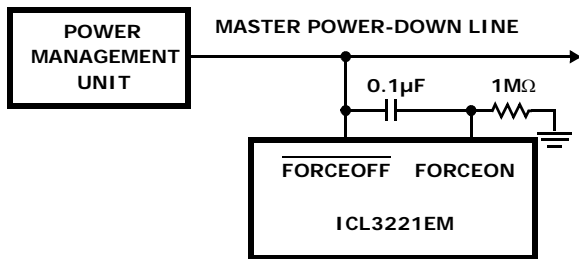 POWER
MANAGEMENT
UNIT
MASTER POWER-DOWN LINE
0.1µF
1MΩ
FORCEOFF FORCEON
ICL3221EM